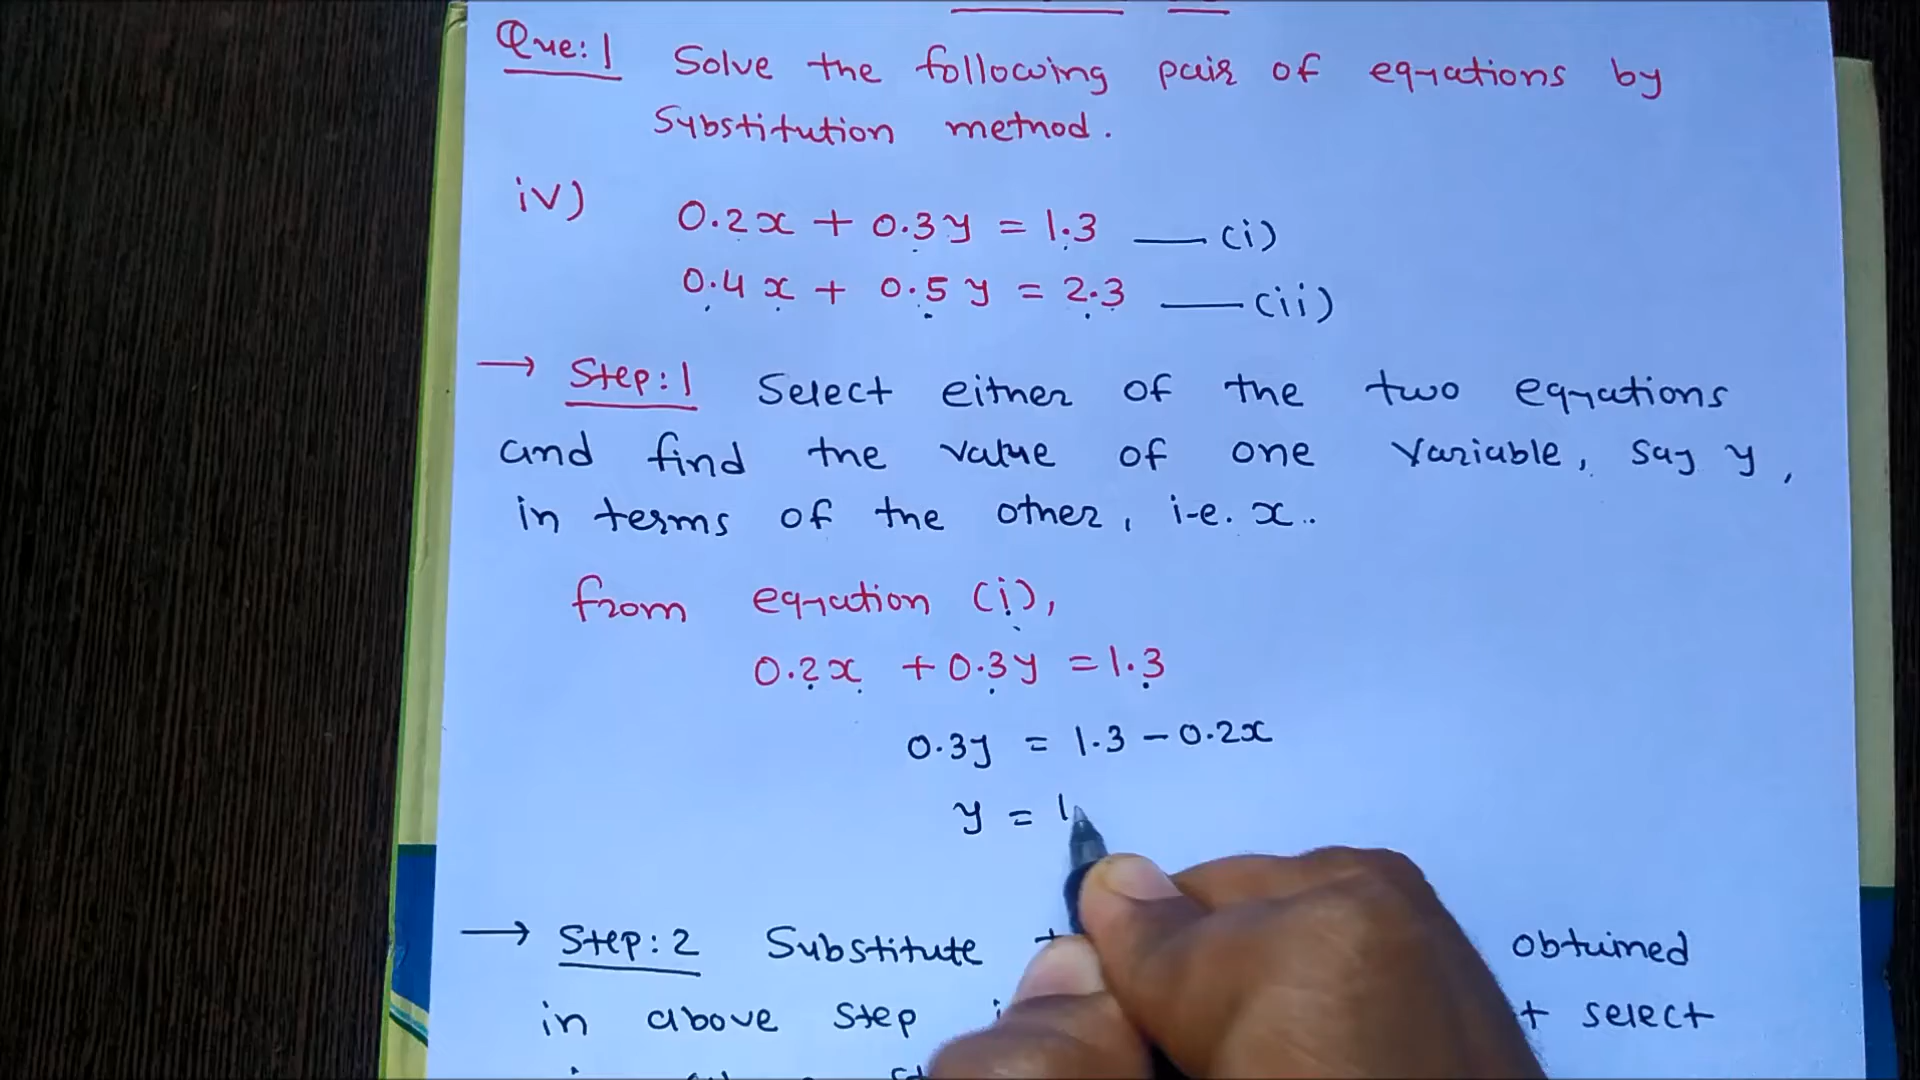 Que:1 Solve the following pair of equations by
Substitution method.
iv) 0.2x + 0.3y = 1.3 —(i)
0.4x + 0.5y = 2.3 —(ii)
→ Step:1 Select either of the two equations
and find the value of one variable, say y,
in terms of the other, i.e. x..
from equation (i),
0.2x + 0.3y = 1.3
0.3y = 1.3 - 0.2x
y = 1
→ Step:2 Substitute obtained
in above step select